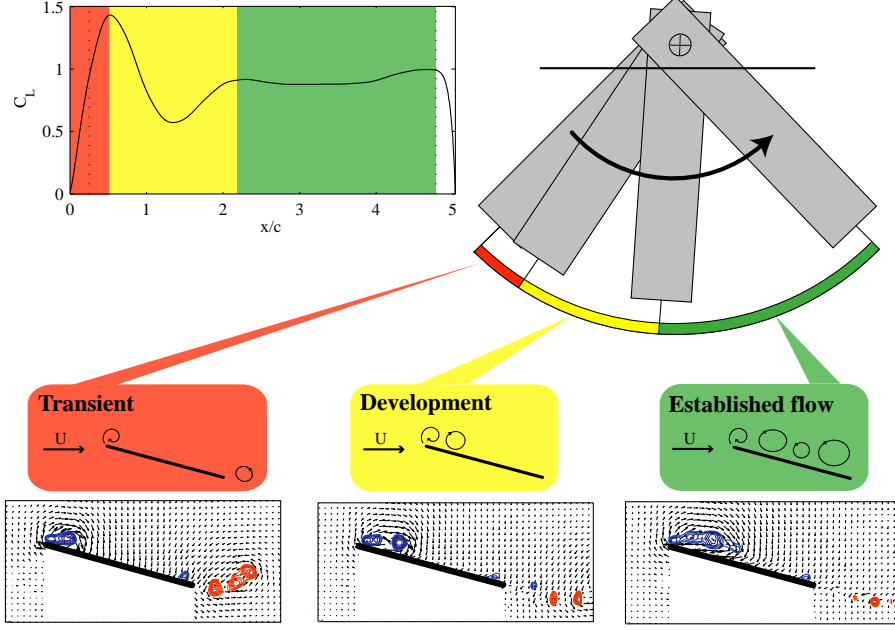 1.5
1
0.5
0
C_L
0 1 2 3 4 5
x/c
Transient
U
Development
U
Established flow
U